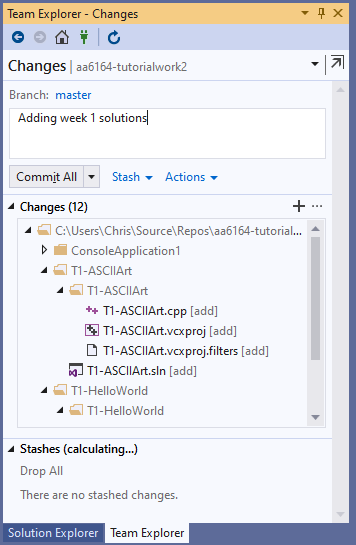 Team Explorer - Changes
Changes | aa6164-tutorialwork2
Branch: master
Adding week 1 solutions
Commit All Stash Actions
Changes (12)
C:\Users\Chris\Source\Repos\aa6164-tutorial...
ConsoleApplication1
T1-ASCIIArt
T1-ASCIIArt
T1-ASCIIArt.cpp [add]
T1-ASCIIArt.vcxproj [add]
T1-ASCIIArt.vcxproj.filters [add]
T1-ASCIIArt.sln [add]
T1-HelloWorld
T1-HelloWorld
Stashes (calculating...)
Drop All
There are no stashed changes.
Solution Explorer Team Explorer